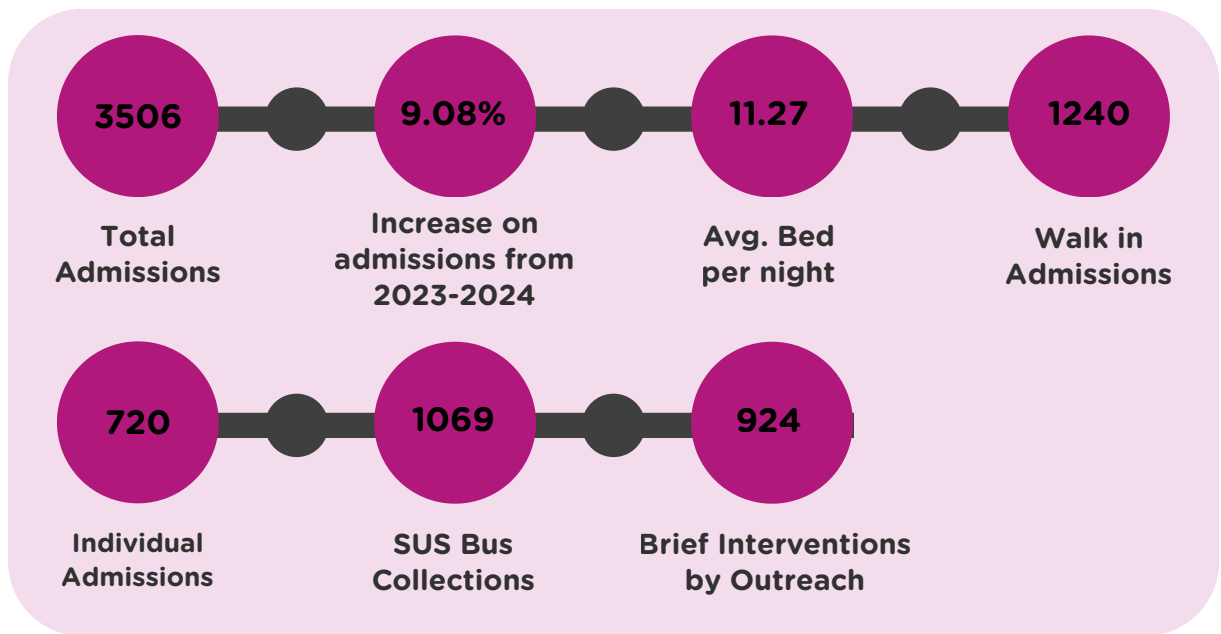 3506
9.08%
11.27
1240
Total
Admissions
Increase on
admissions from
2023-2024
Avg. Bed
per night
Walk in
Admissions
720
1069
924
Individual
Admissions
SUS Bus
Collections
Brief Interventions
by Outreach